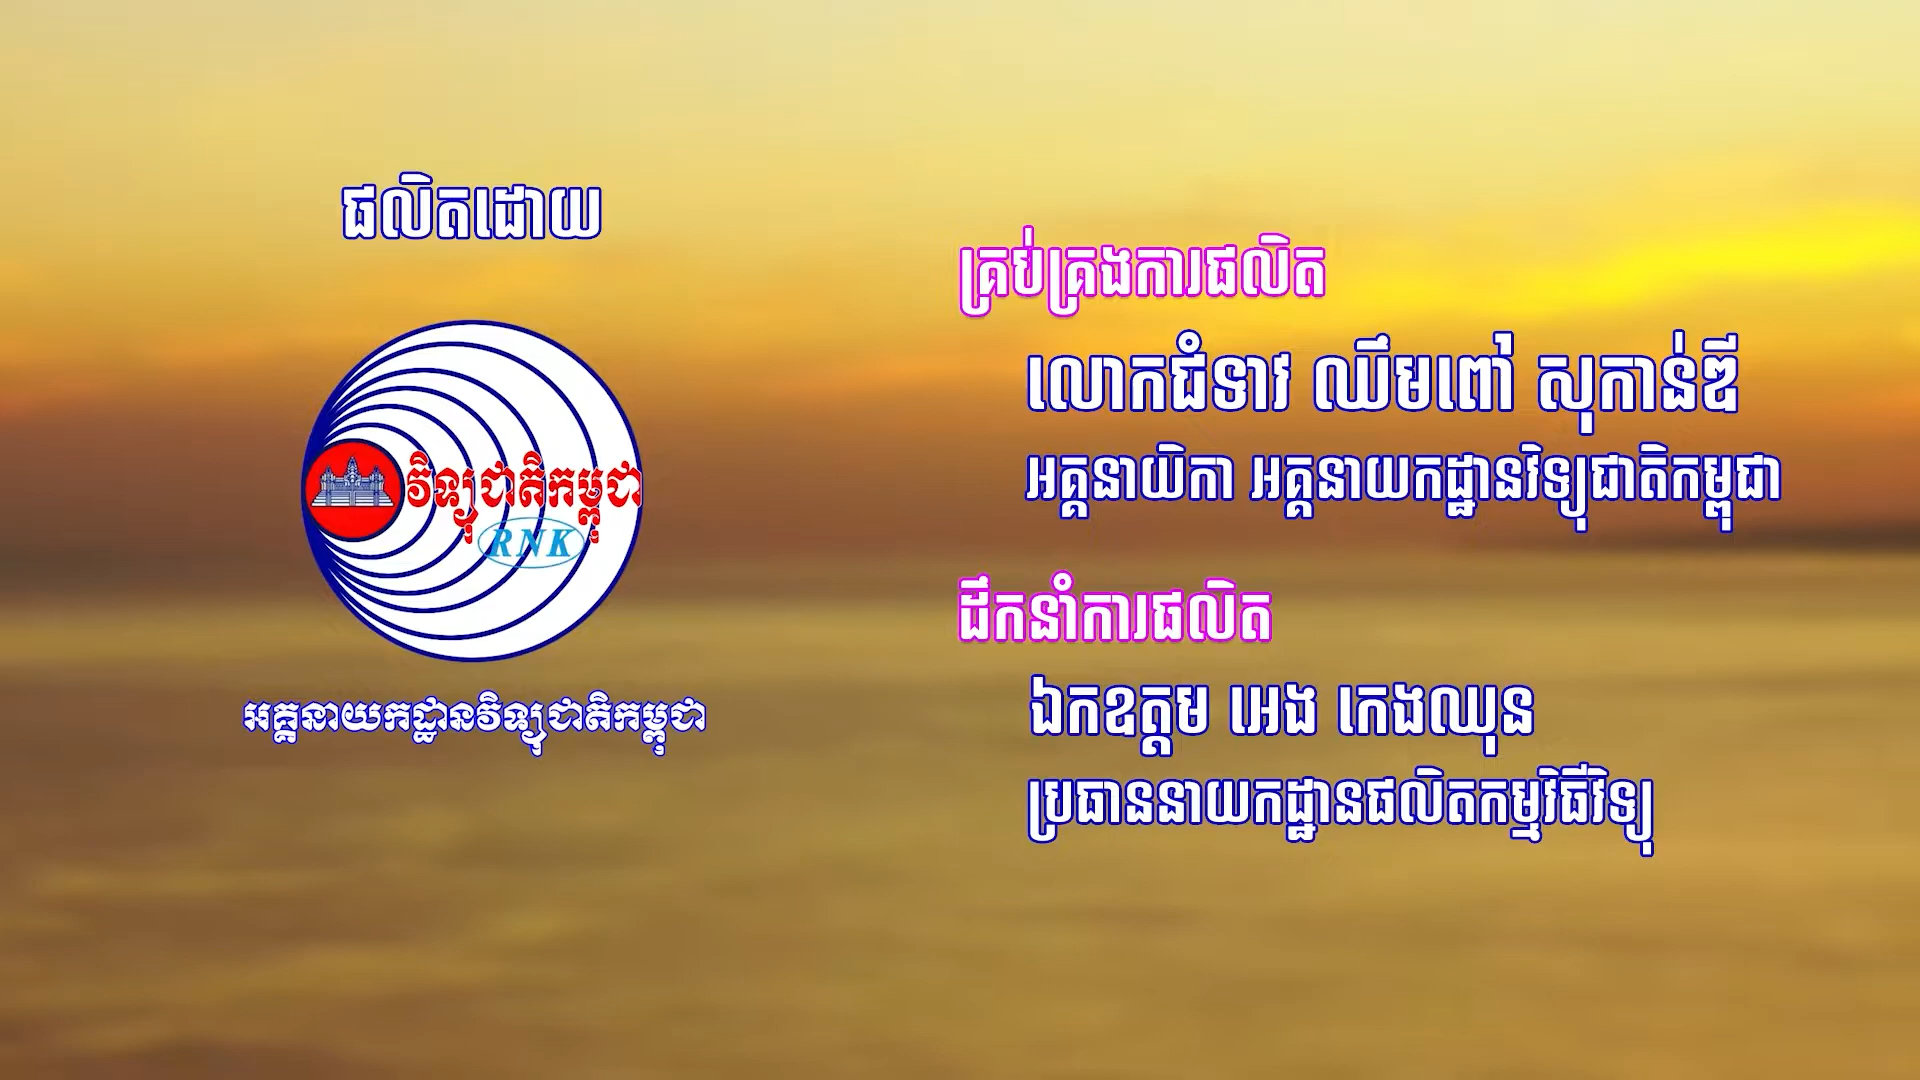 ផលិតដោយ
វិទ្យុជាតិកម្ពុជា
RNK
អគ្គនាយកដ្ឋានវិទ្យុជាតិកម្ពុជា
គ្រប់គ្រងការផលិត
លោកជំទាវ ឈឹមពៅ សុកាន់ឌី
អគ្គនាយិកា អគ្គនាយកដ្ឋានវិទ្យុជាតិកម្ពុជា
ដឹកនាំការផលិត
ឯកឧត្តម អេង កេងឈុន
ប្រធាននាយកដ្ឋានផលិតកម្មវិធីវិទ្យុ